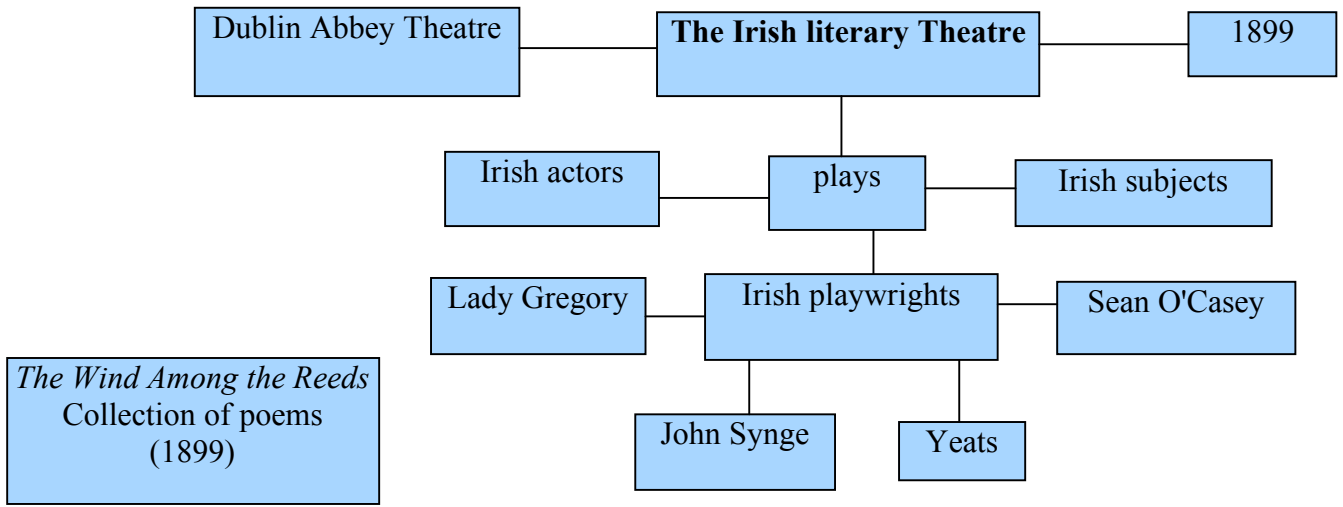 Dublin Abbey Theatre
The Irish literary Theatre
1899
Irish actors
plays
Irish subjects
Lady Gregory
Irish playwrights
Sean O'Casey
The Wind Among the Reeds
Collection of poems
(1899)
John Synge
Yeats